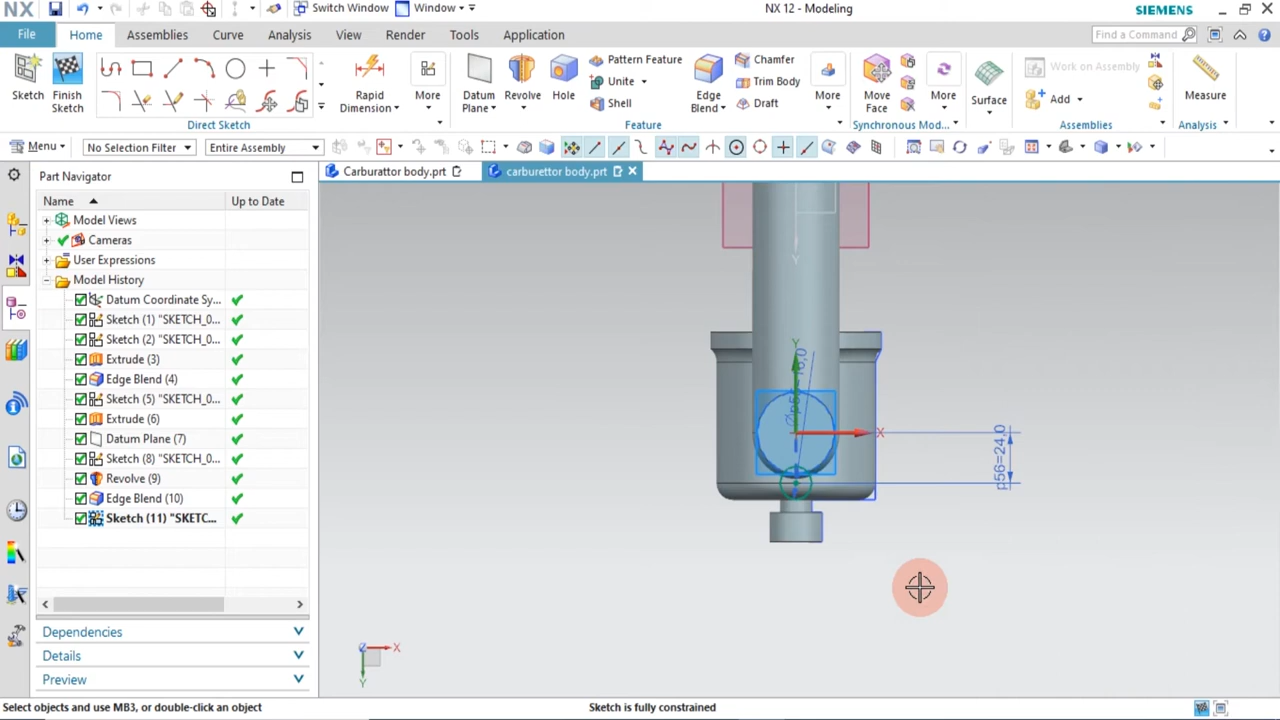 NX
Switch Window
Window
NX 12 - Modeling
SIEMENS
File
Home
Assemblies
Curve
Analysis
View
Render
Tools
Application
Find a Command
Sketch
Finish
Sketch
Direct Sketch
Rapid
Dimension
More
Datum
Plane
Revolve
Hole
Pattern Feature
Unite
Shell
Edge
Blend
Chamfer
Trim Body
Draft
More
Feature
Move
Face
More
Synchronous Mod...
Surface
Work on Assembly
Add
Assemblies
Measure
Analysis
Menu
No Selection Filter
Entire Assembly
Part Navigator
Carburattor body.prt
carburettor body.prt
Name
Up to Date
Model Views
Cameras
User Expressions
Model History
Datum Coordinate Sy...
Sketch (1) "SKETCH_0...
Sketch (2) "SKETCH_0...
Extrude (3)
Edge Blend (4)
Sketch (5) "SKETCH_0...
Extrude (6)
Datum Plane (7)
Sketch (8) "SKETCH_0...
Revolve (9)
Edge Blend (10)
Sketch (11) "SKETC...
Dependencies
Details
Preview
Y
Y
X
p56=24,0
Z
X
Y
Select objects and use MB3, or double-click an object
Sketch is fully constrained